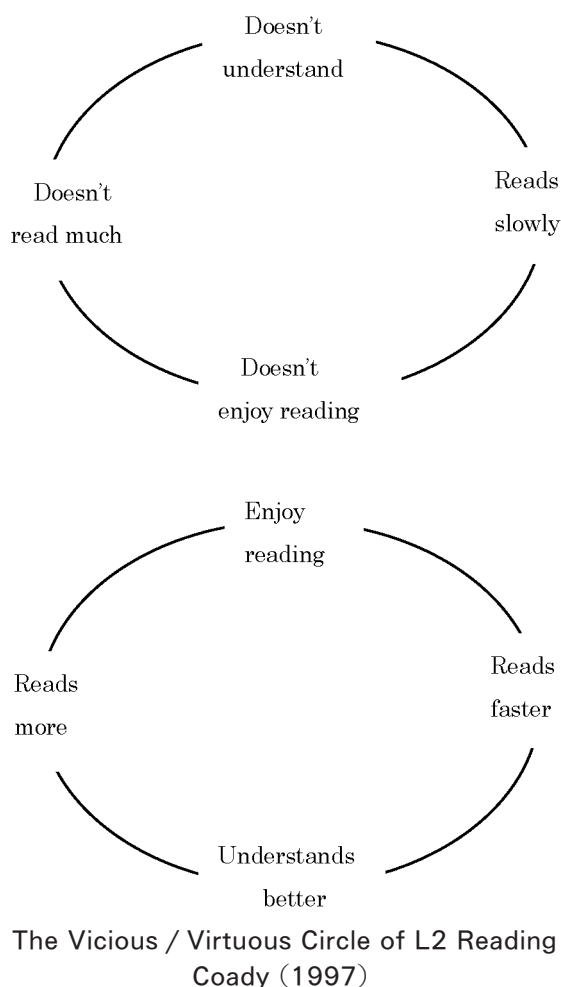 Doesn't
understand
Reads
slowly
Doesn't
read much
Doesn't
enjoy reading
Enjoy
reading
Reads
faster
Reads
more
Understands
better
The Vicious / Virtuous Circle of L2 Reading
Coady（1997）